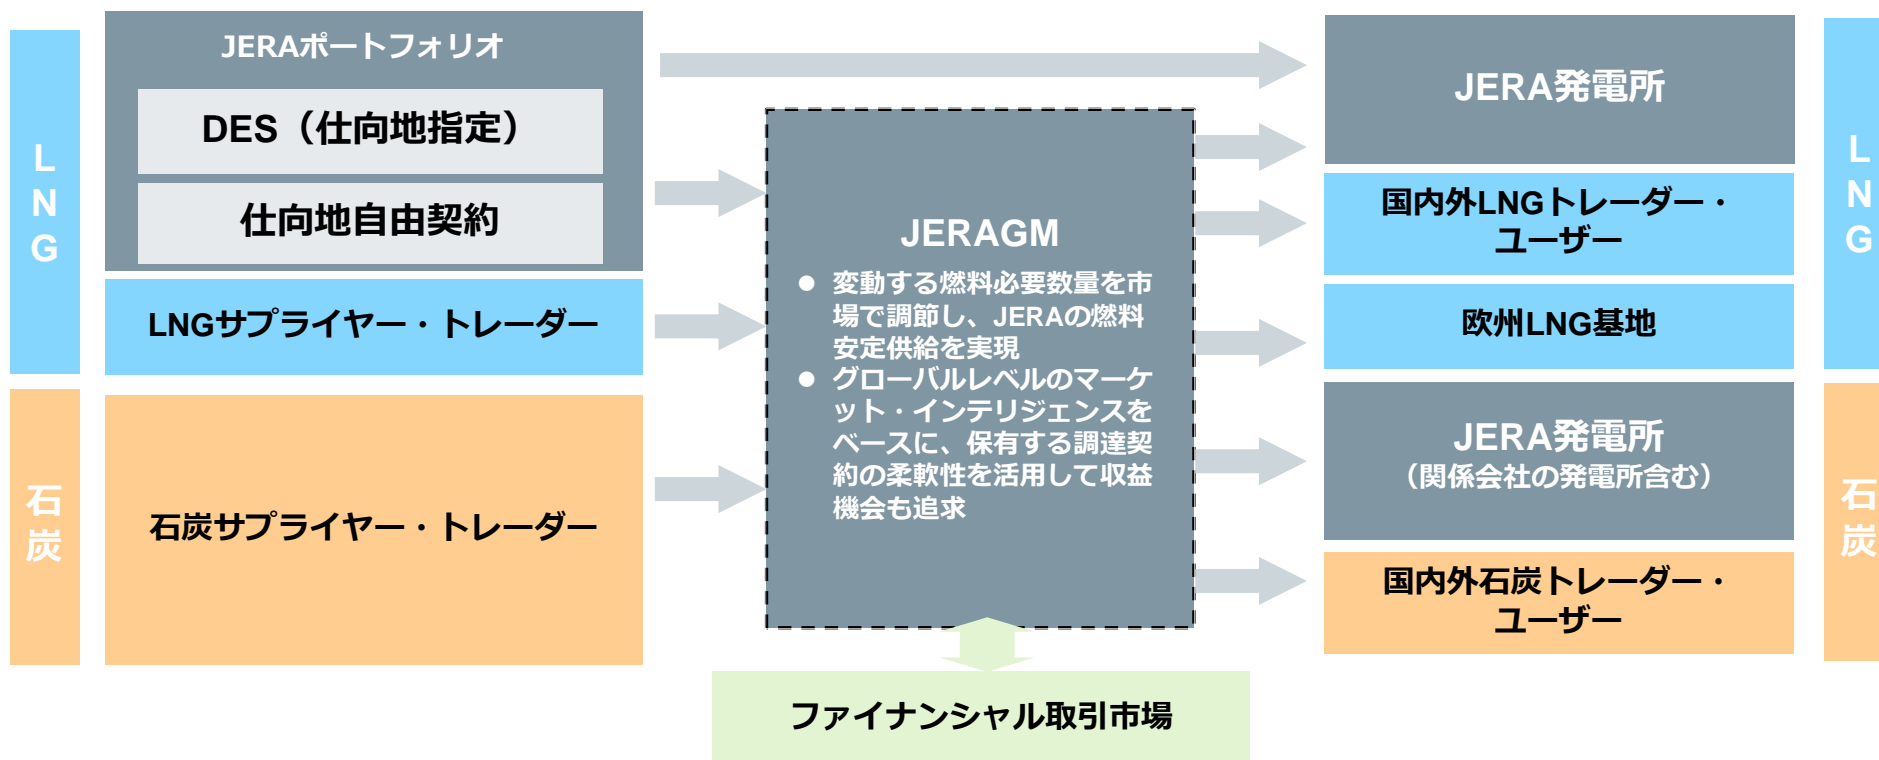 L
N
G
石
炭
JERAポートフォリオ
DES（仕向地指定）
仕向地自由契約
LNGサプライヤー・トレーダー
石炭サプライヤー・トレーダー
JERAGM
● 変動する燃料必要数量を市
場で調節し、JERAの燃料
安定供給を実現
● グローバルレベルのマーケ
ット・インテリジェンスを
ベースに、保有する調達契
約の柔軟性を活用して収益
機会も追求
ファイナンシャル取引市場
JERA発電所
国内外LNGトレーダー・
ユーザー
欧州LNG基地
JERA発電所
（関係会社の発電所含む）
国内外石炭トレーダー・
ユーザー
L
N
G
石
炭